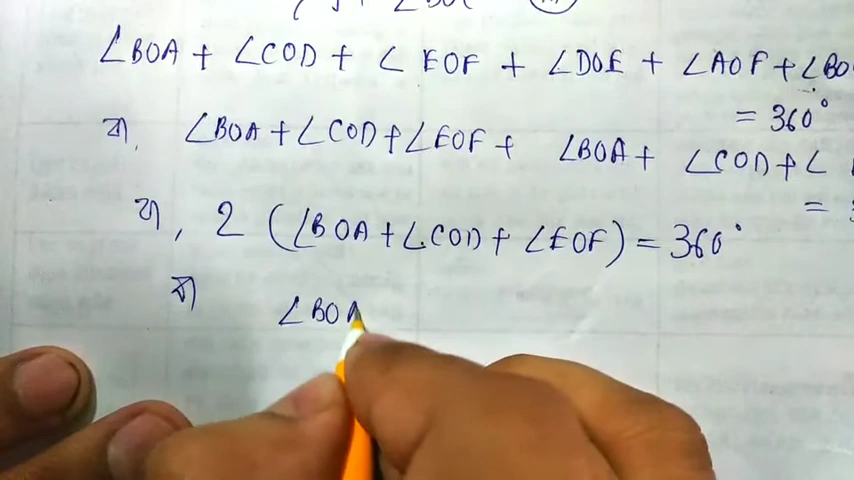 ∠BOA + ∠COD + ∠EOF + ∠DOE + ∠AOF + ∠BO
= 360°
বা, ∠BOA + ∠COD + ∠EOF + ∠BOA + ∠COD + ∠
=
বা, 2 (∠BOA + ∠COD + ∠EOF) = 360°
বা ∠BOA